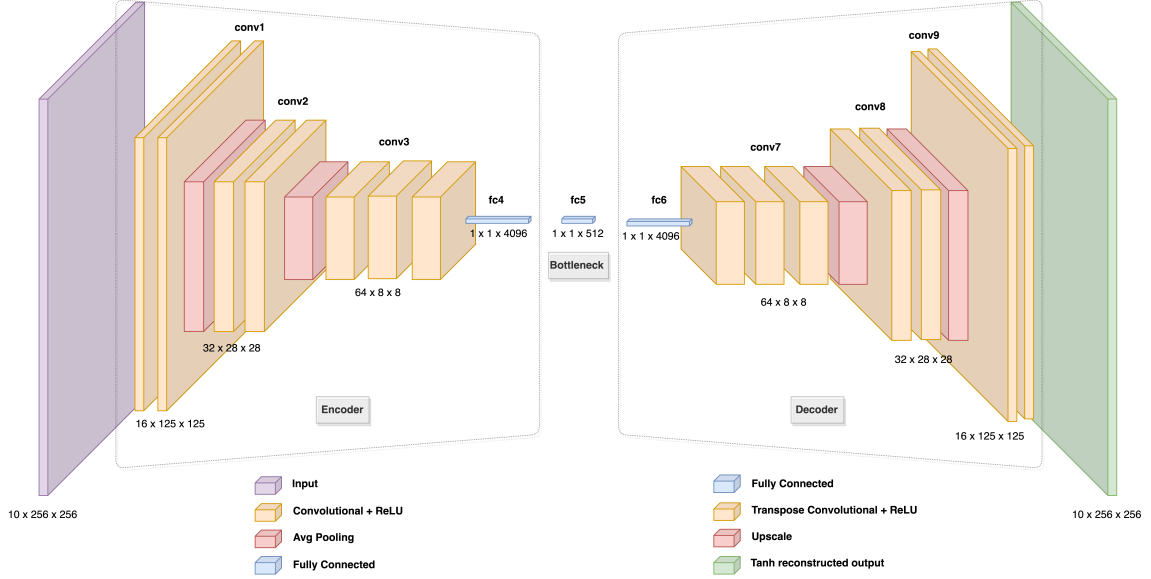 conv1
conv2
conv3
fc4
1 x 1 x 4096
fc5
1 x 1 x 512
Bottleneck
fc6
1 x 1 x 4096
conv7
conv8
conv9
64 x 8 x 8
32 x 28 x 28
16 x 125 x 125
10 x 256 x 256
Encoder
64 x 8 x 8
32 x 28 x 28
16 x 125 x 125
10 x 256 x 256
Decoder
Input
Convolutional + ReLU
Avg Pooling
Fully Connected
Fully Connected
Transpose Convolutional + ReLU
Upscale
Tanh reconstructed output